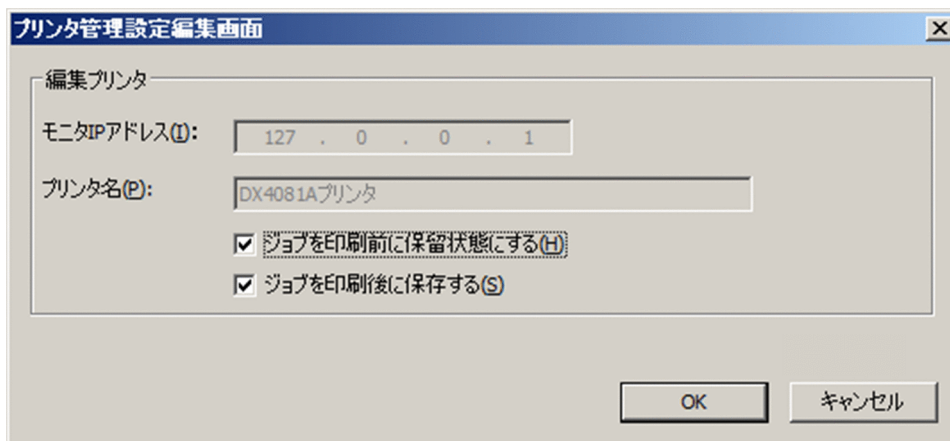 プリンタ管理設定編集画面
編集プリンタ
モニタIPアドレス(I): 127 . 0 . 0 . 1
プリンタ名(P): DX4081Aプリンタ
ジョブを印刷前に保留状態にする(H)
ジョブを印刷後に保存する(S)
OK キャンセル